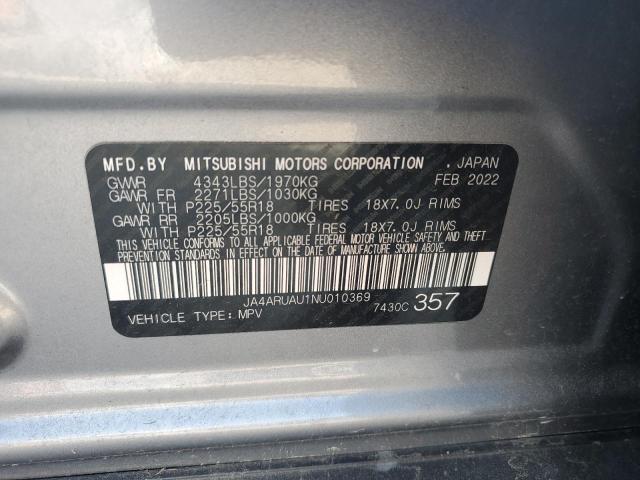 MFD.BY MITSUBISHI MOTORS CORPORATION .JAPAN
GVWR 4343LBS/1970KG FEB 2022
GAWR FR 2271LBS/1030KG
WITH P225/55R18 TIRES 18X7.0J RIMS
GAWR RR 2205LBS/1000KG
WITH P225/55R18 TIRES 18X7.0J RIMS
THIS VEHICLE CONFORMS TO ALL APPLICABLE FEDERAL MOTOR VEHICLE SAFETY AND THEFT
PREVENTION STANDARDS IN EFFECT ON THE DATE OF MANUFACTURE SHOWN ABOVE.
JA4ARUAU1NU010369
VEHICLE TYPE: MPV 7430C 357